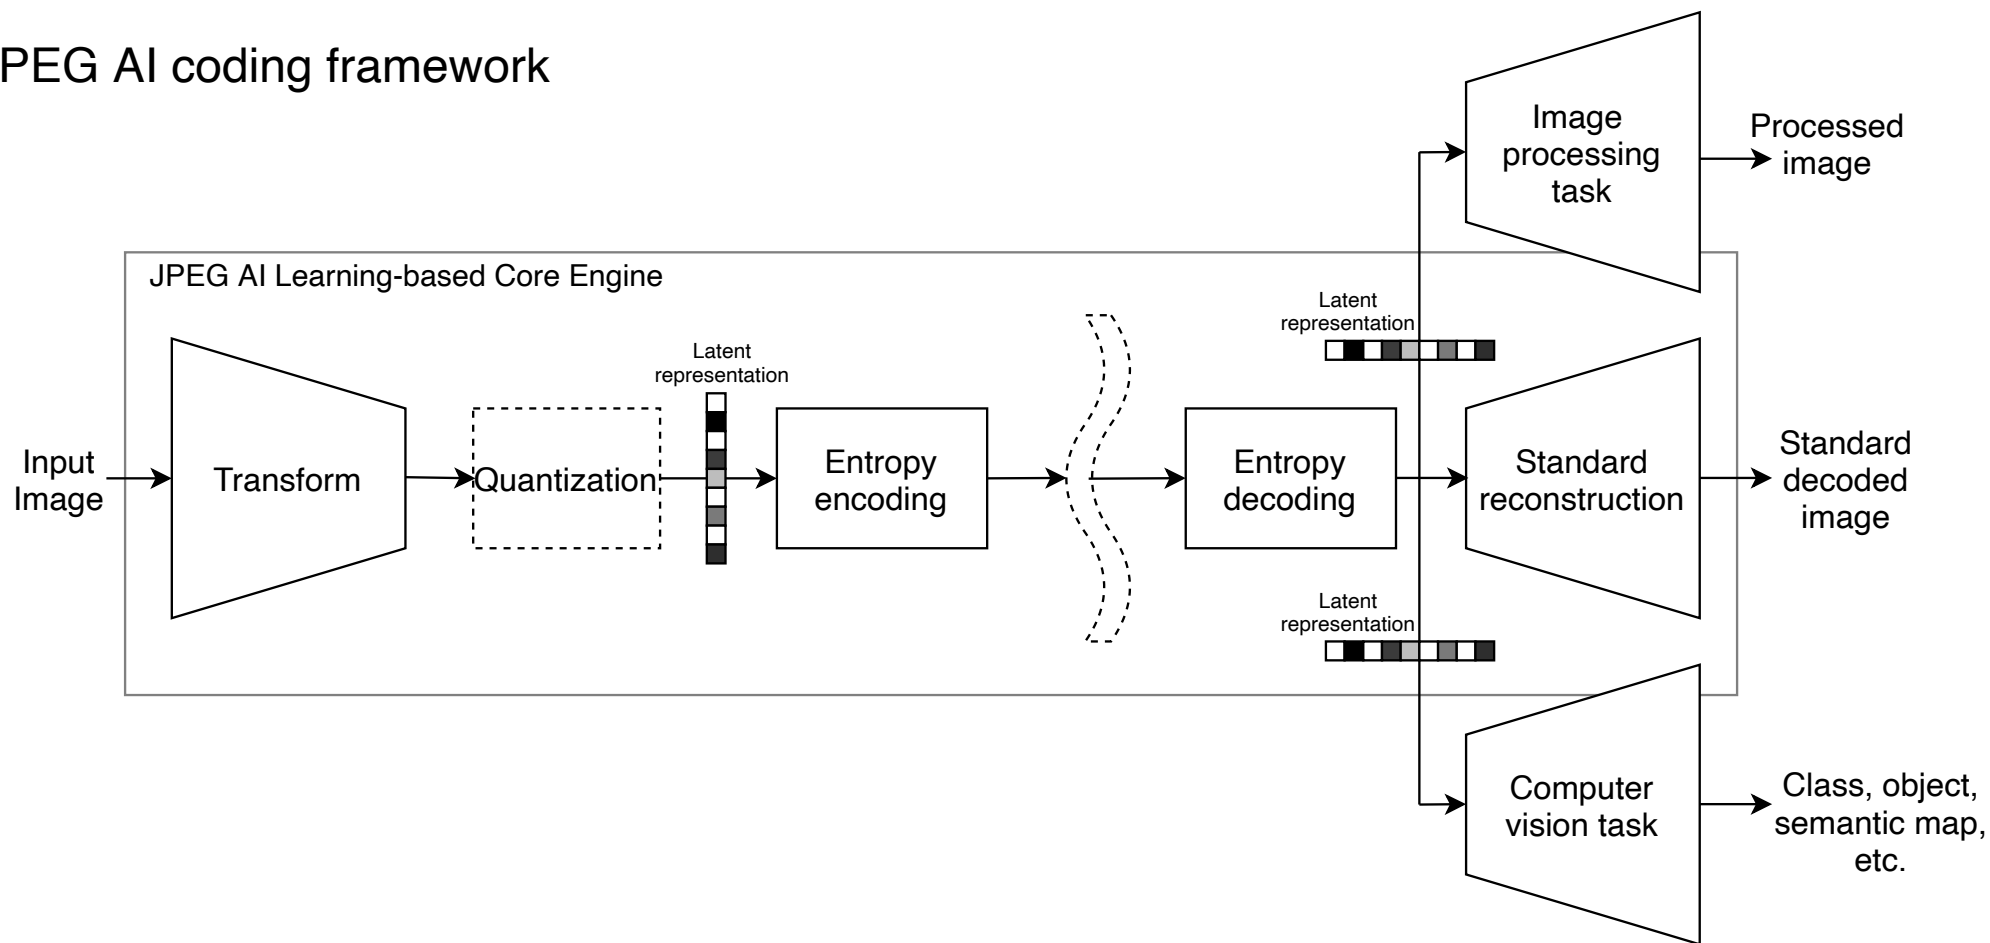 PEG AI coding framework
Image
processing
task
Processed
image
JPEG AI Learning-based Core Engine
Latent
representation
Latent
representation
Input
Image
Transform
Quantization
Entropy
encoding
Entropy
decoding
Standard
reconstruction
Standard
decoded
image
Latent
representation
Computer
vision task
Class, object,
semantic map,
etc.